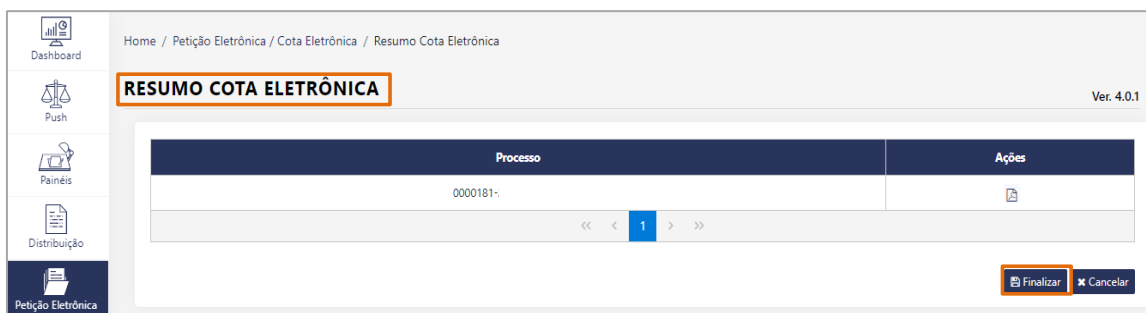 Dashboard
Home / Petição Eletrônica / Cota Eletrônica / Resumo Cota Eletrônica
RESUMO COTA ELETRÔNICA
Ver. 4.0.1
Push
Painéis
Distribuição
Petição Eletrônica
Processo Ações
0000181-.
<< < 1 > >>
Finalizar × Cancelar